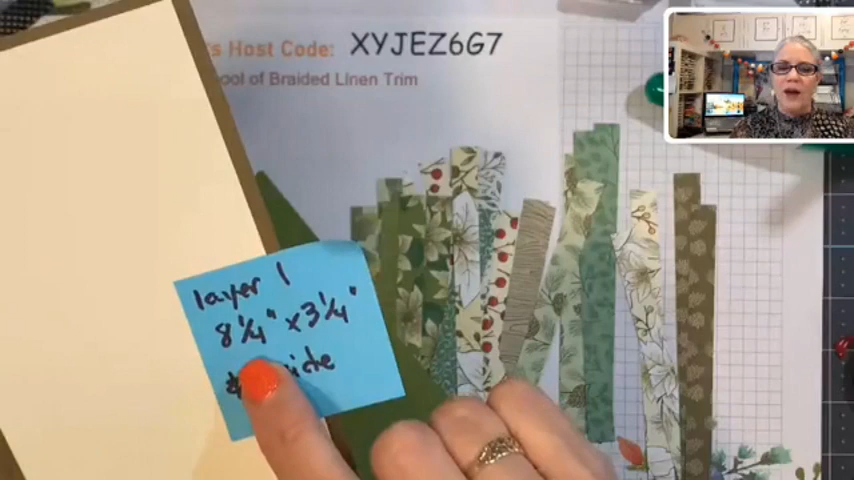 s Host Code: XYJEZ6G7
ool of Braided Linen Trim
layer 1
8 1/4" x 3 1/4"